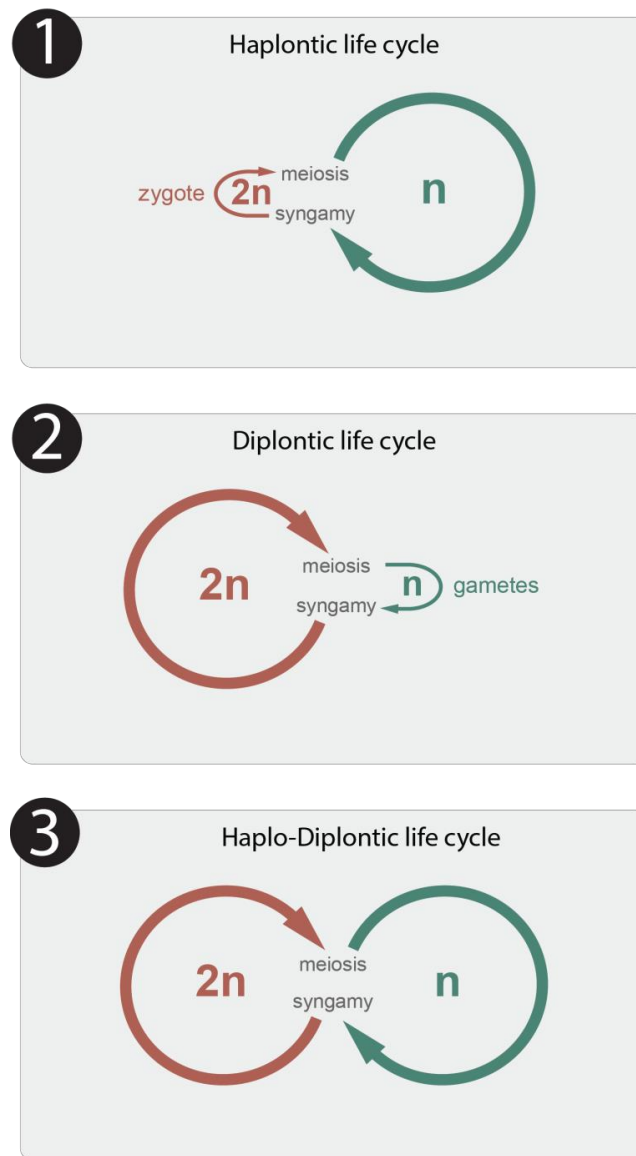 1
Haplontic life cycle
meiosis
zygote 2n n
syngamy
2
Diplontic life cycle
meiosis
2n n gametes
syngamy
3
Haplo-Diplontic life cycle
meiosis
2n n
syngamy